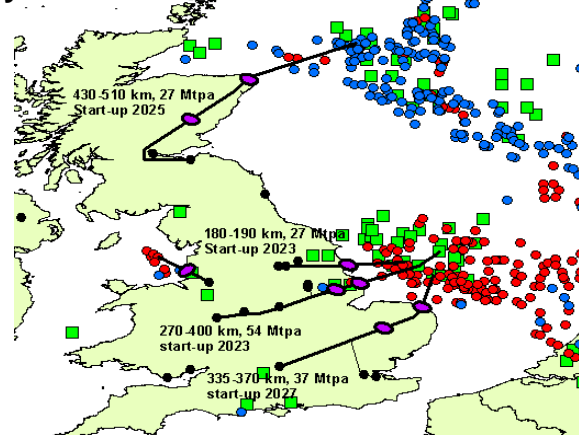 430-510 km, 27 Mtpa
Start-up 2025
180-190 km, 27 Mtpa
Start-up 2023
270-400 km, 54 Mtpa
start-up 2023
335-370 km, 37 Mtpa
start-up 2027